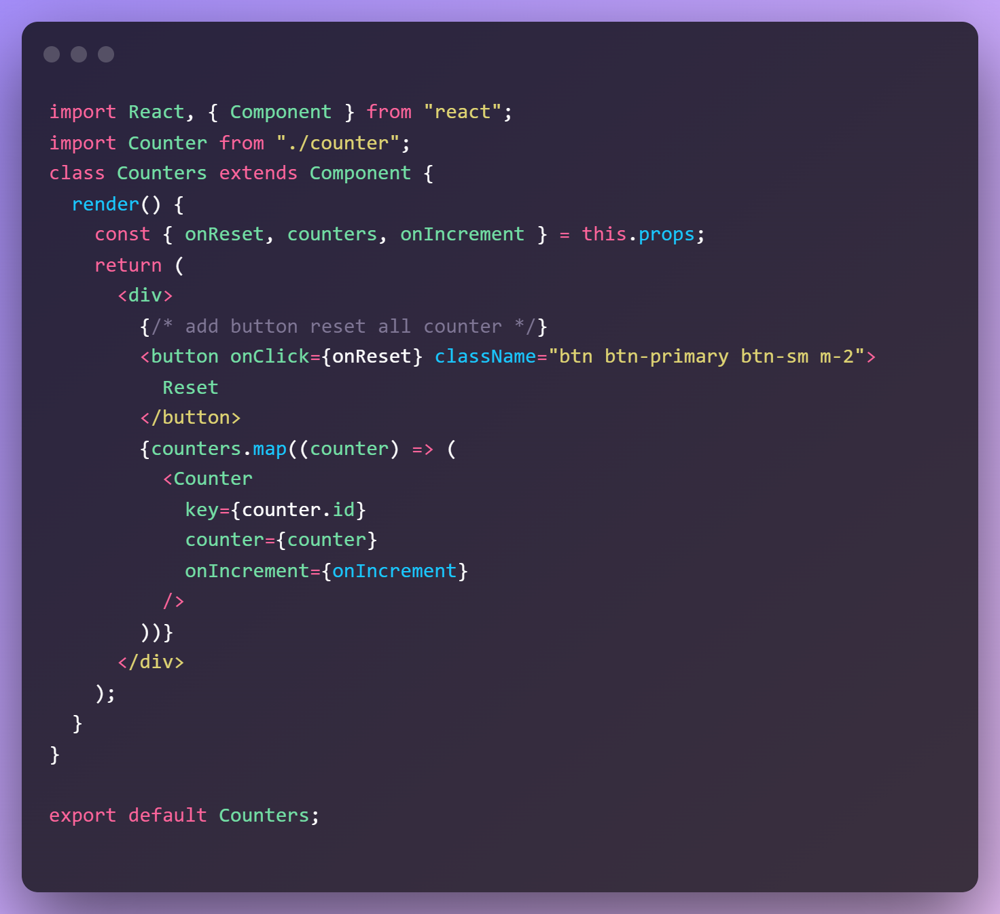 import React, { Component } from "react";
import Counter from "./counter";
class Counters extends Component {
  render() {
    const { onReset, counters, onIncrement } = this.props;
    return (
      <div>
        {/* add button reset all counter */}
        <button onClick={onReset} className="btn btn-primary btn-sm m-2">
          Reset
        </button>
        {counters.map((counter) => (
          <Counter
            key={counter.id}
            counter={counter}
            onIncrement={onIncrement}
          />
        ))}
      </div>
    );
  }
}

export default Counters;